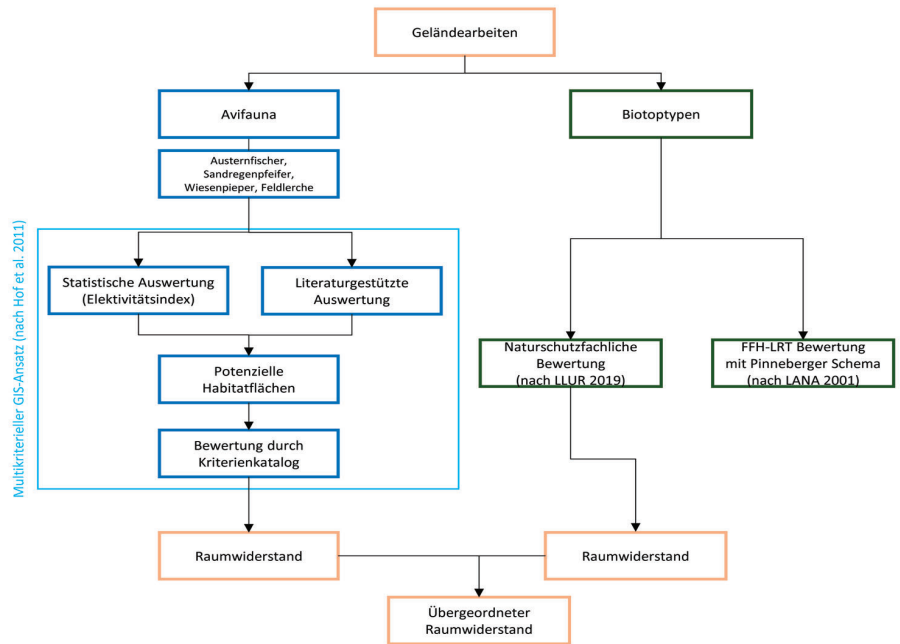 Geländearbeiten
Avifauna
Biotoptypen
Austernfischer,
Sandregenpfeifer,
Wiesenpieper, Feldlerche
Multikriterieller GIS-Ansatz (nach Hof et al. 2011)
Statistische Auswertung
(Elektivitätsindex)
Literaturgestützte
Auswertung
Potenzielle
Habitatflächen
Bewertung durch
Kriterienkatalog
Naturschutzfachliche
Bewertung
(nach LLUR 2019)
FFH-LRT Bewertung
mit Pinneberger Schema
(nach LANA 2001)
Raumwiderstand
Raumwiderstand
Übergeordneter
Raumwiderstand